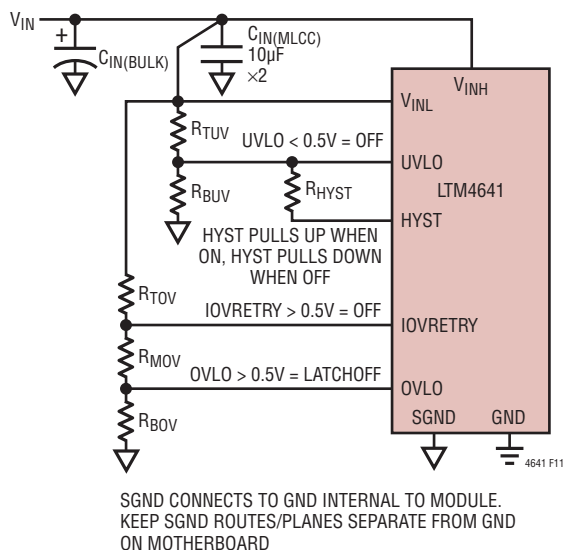 VIN
+
CIN(BULK)
CIN(MLCC)
10µF
×2
VINH
VINL
RTUV
UVLO < 0.5V = OFF
UVLO
RBUV
RHYST
LTM4641
HYST
HYST PULLS UP WHEN
ON, HYST PULLS DOWN
WHEN OFF
RTOV
IOVRETRY > 0.5V = OFF
IOVRETRY
RMOV
OVLO > 0.5V = LATCHOFF
OVLO
RBOV
SGND
GND
4641 F11
SGND CONNECTS TO GND INTERNAL TO MODULE.
KEEP SGND ROUTES/PLANES SEPARATE FROM GND
ON MOTHERBOARD